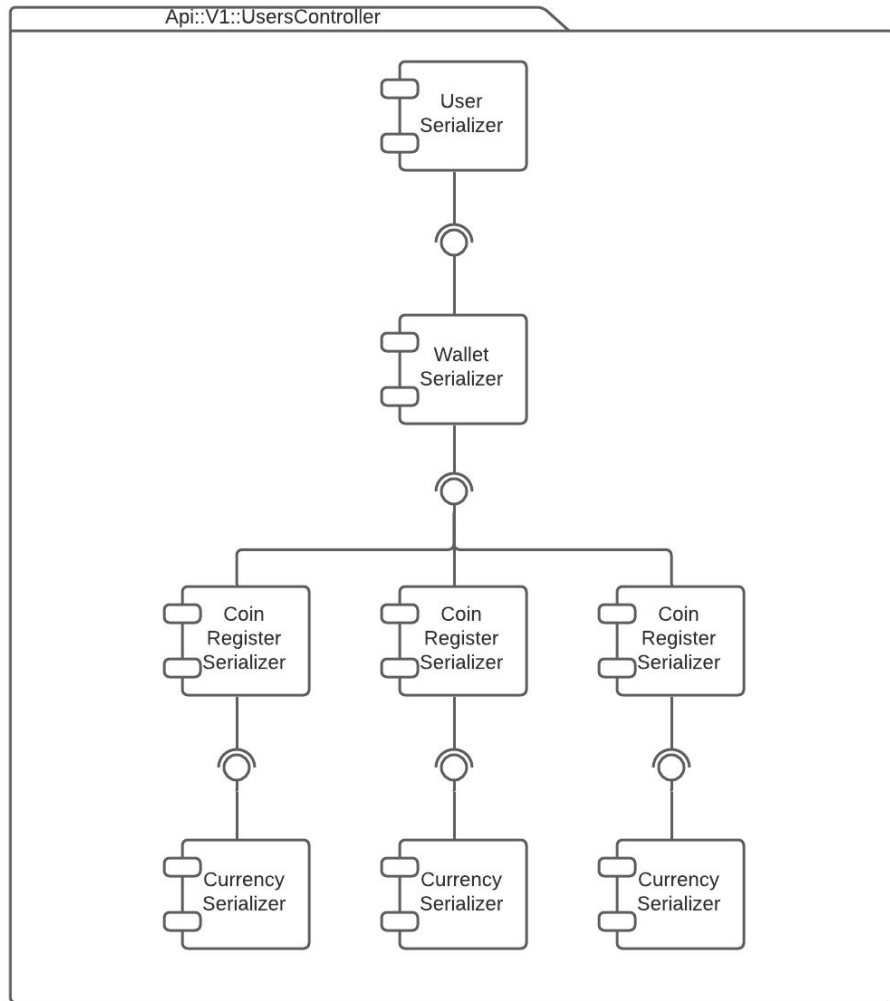 Api::V1::UsersController
User
Serializer
Wallet
Serializer
Coin
Register
Serializer
Coin
Register
Serializer
Coin
Register
Serializer
Currency
Serializer
Currency
Serializer
Currency
Serializer